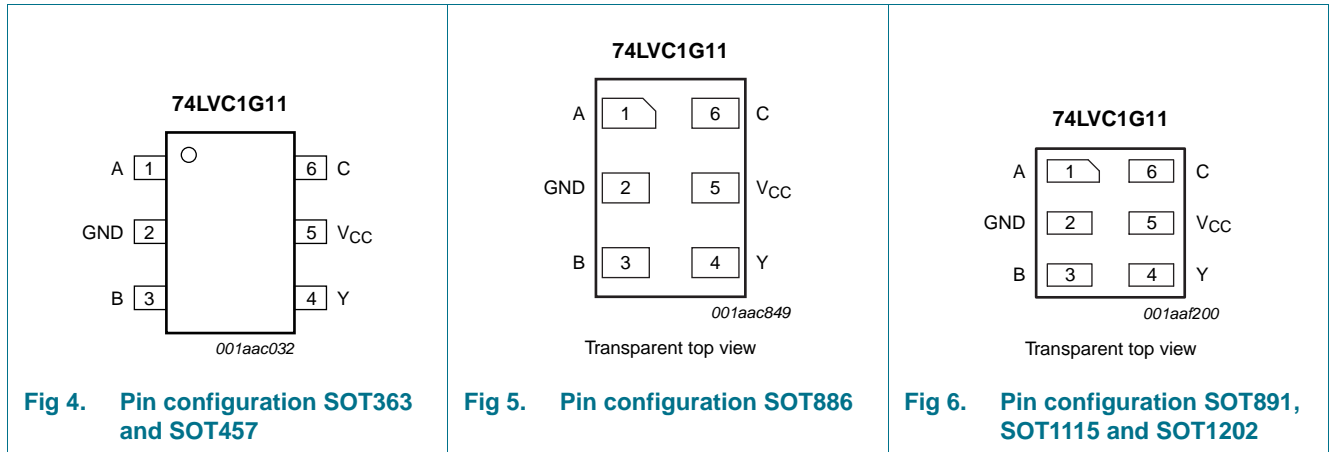 74LVC1G11
A 1 6 C
GND 2 5 VCC
B 3 4 Y
001aac032
Fig 4. Pin configuration SOT363
and SOT457
74LVC1G11
A 1 6 C
GND 2 5 VCC
B 3 4 Y
001aac849
Transparent top view
Fig 5. Pin configuration SOT886
74LVC1G11
A 1 6 C
GND 2 5 VCC
B 3 4 Y
001aaf200
Transparent top view
Fig 6. Pin configuration SOT891,
SOT1115 and SOT1202